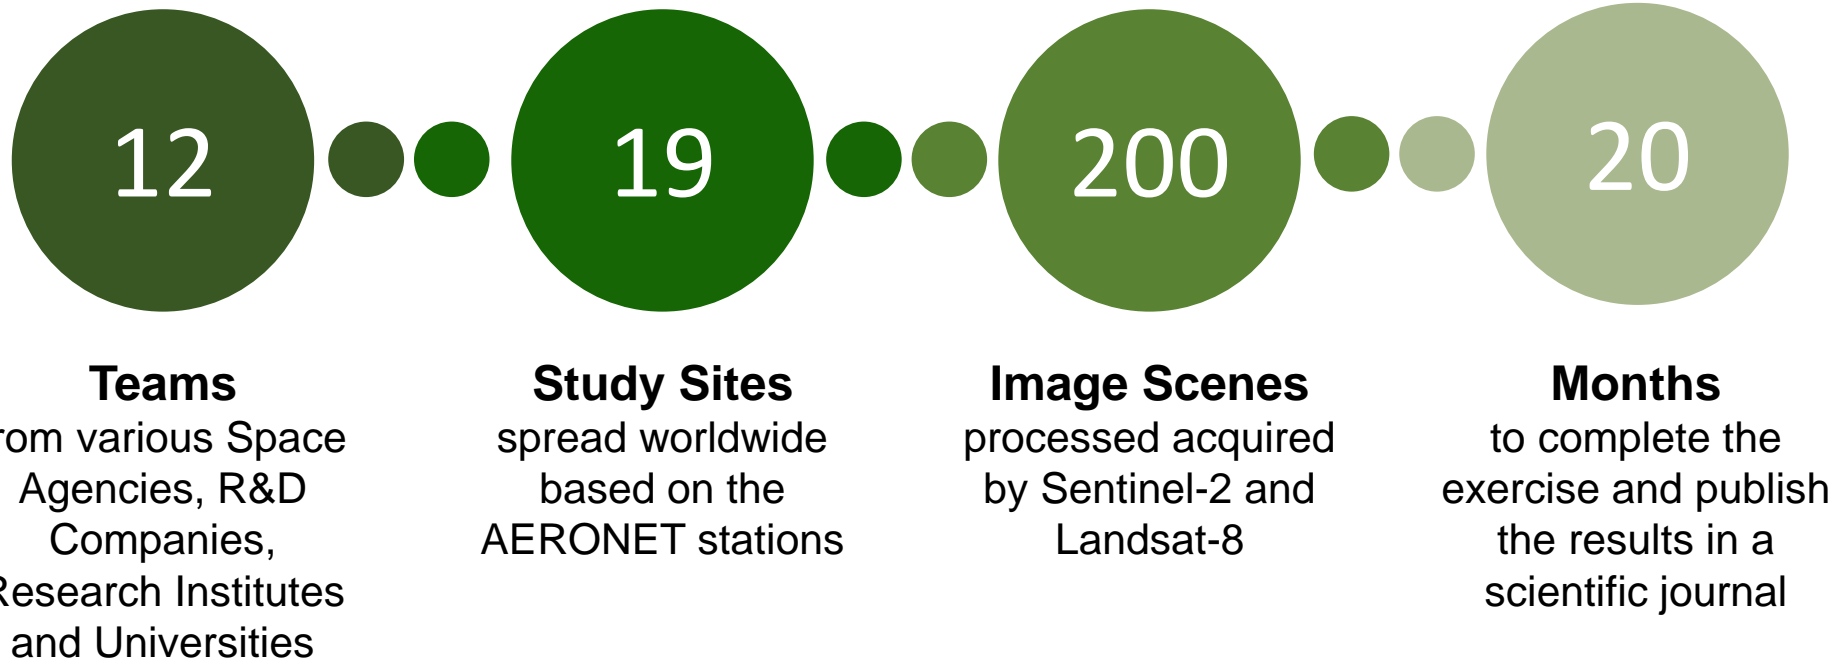 12
19
200
20
Teams
rom various Space
Agencies, R&D
Companies,
Research Institutes
and Universities
Study Sites
spread worldwide
based on the
AERONET stations
Image Scenes
processed acquired
by Sentinel-2 and
Landsat-8
Months
to complete the
exercise and publish
the results in a
scientific journal